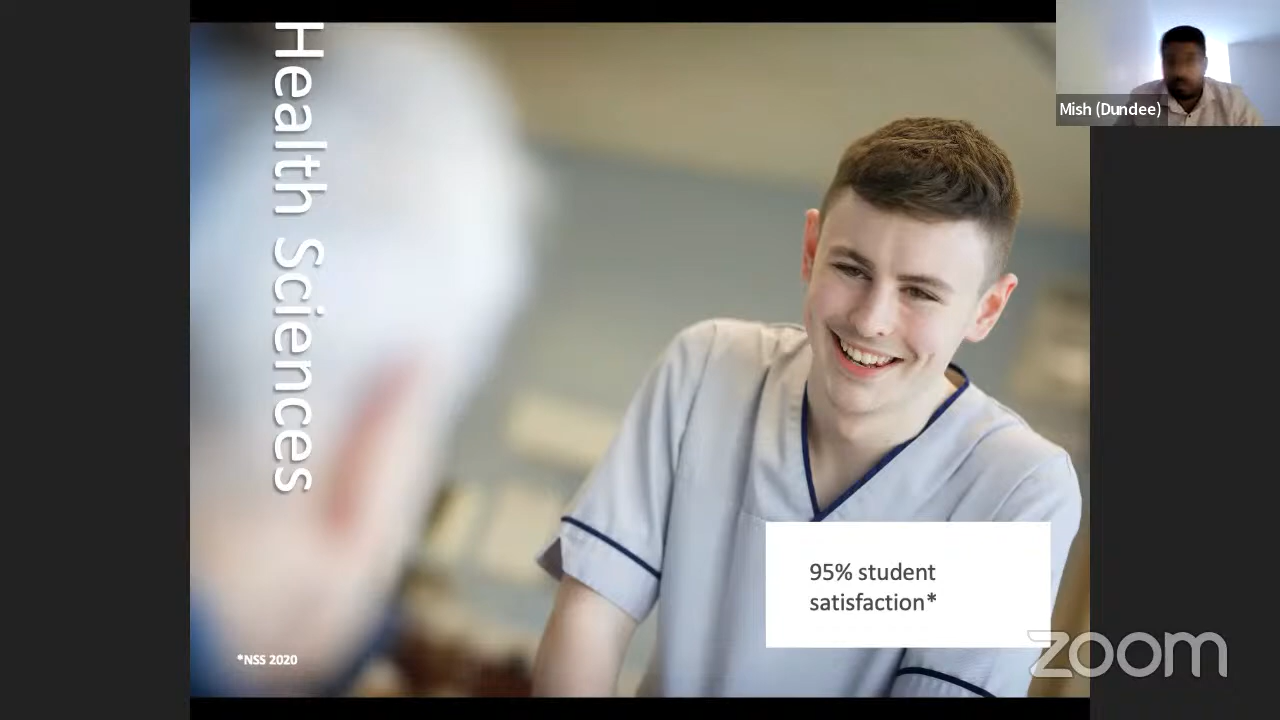 Health Sciences
Mish (Dundee)
95% student
satisfaction*
*NSS 2020
zoom